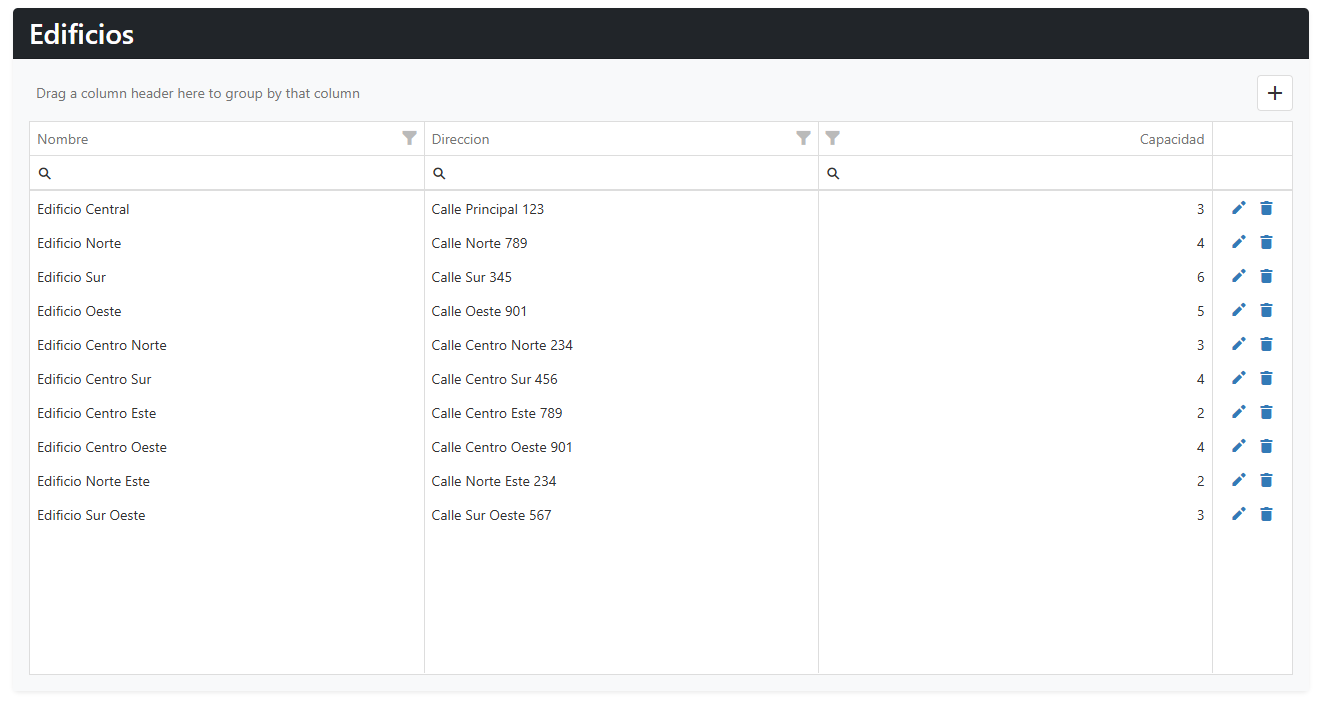 Edificios
Drag a column header here to group by that column
Nombre Direccion Capacidad
Edificio Central Calle Principal 123 3
Edificio Norte Calle Norte 789 4
Edificio Sur Calle Sur 345 6
Edificio Oeste Calle Oeste 901 5
Edificio Centro Norte Calle Centro Norte 234 3
Edificio Centro Sur Calle Centro Sur 456 4
Edificio Centro Este Calle Centro Este 789 2
Edificio Centro Oeste Calle Centro Oeste 901 4
Edificio Norte Este Calle Norte Este 234 2
Edificio Sur Oeste Calle Sur Oeste 567 3